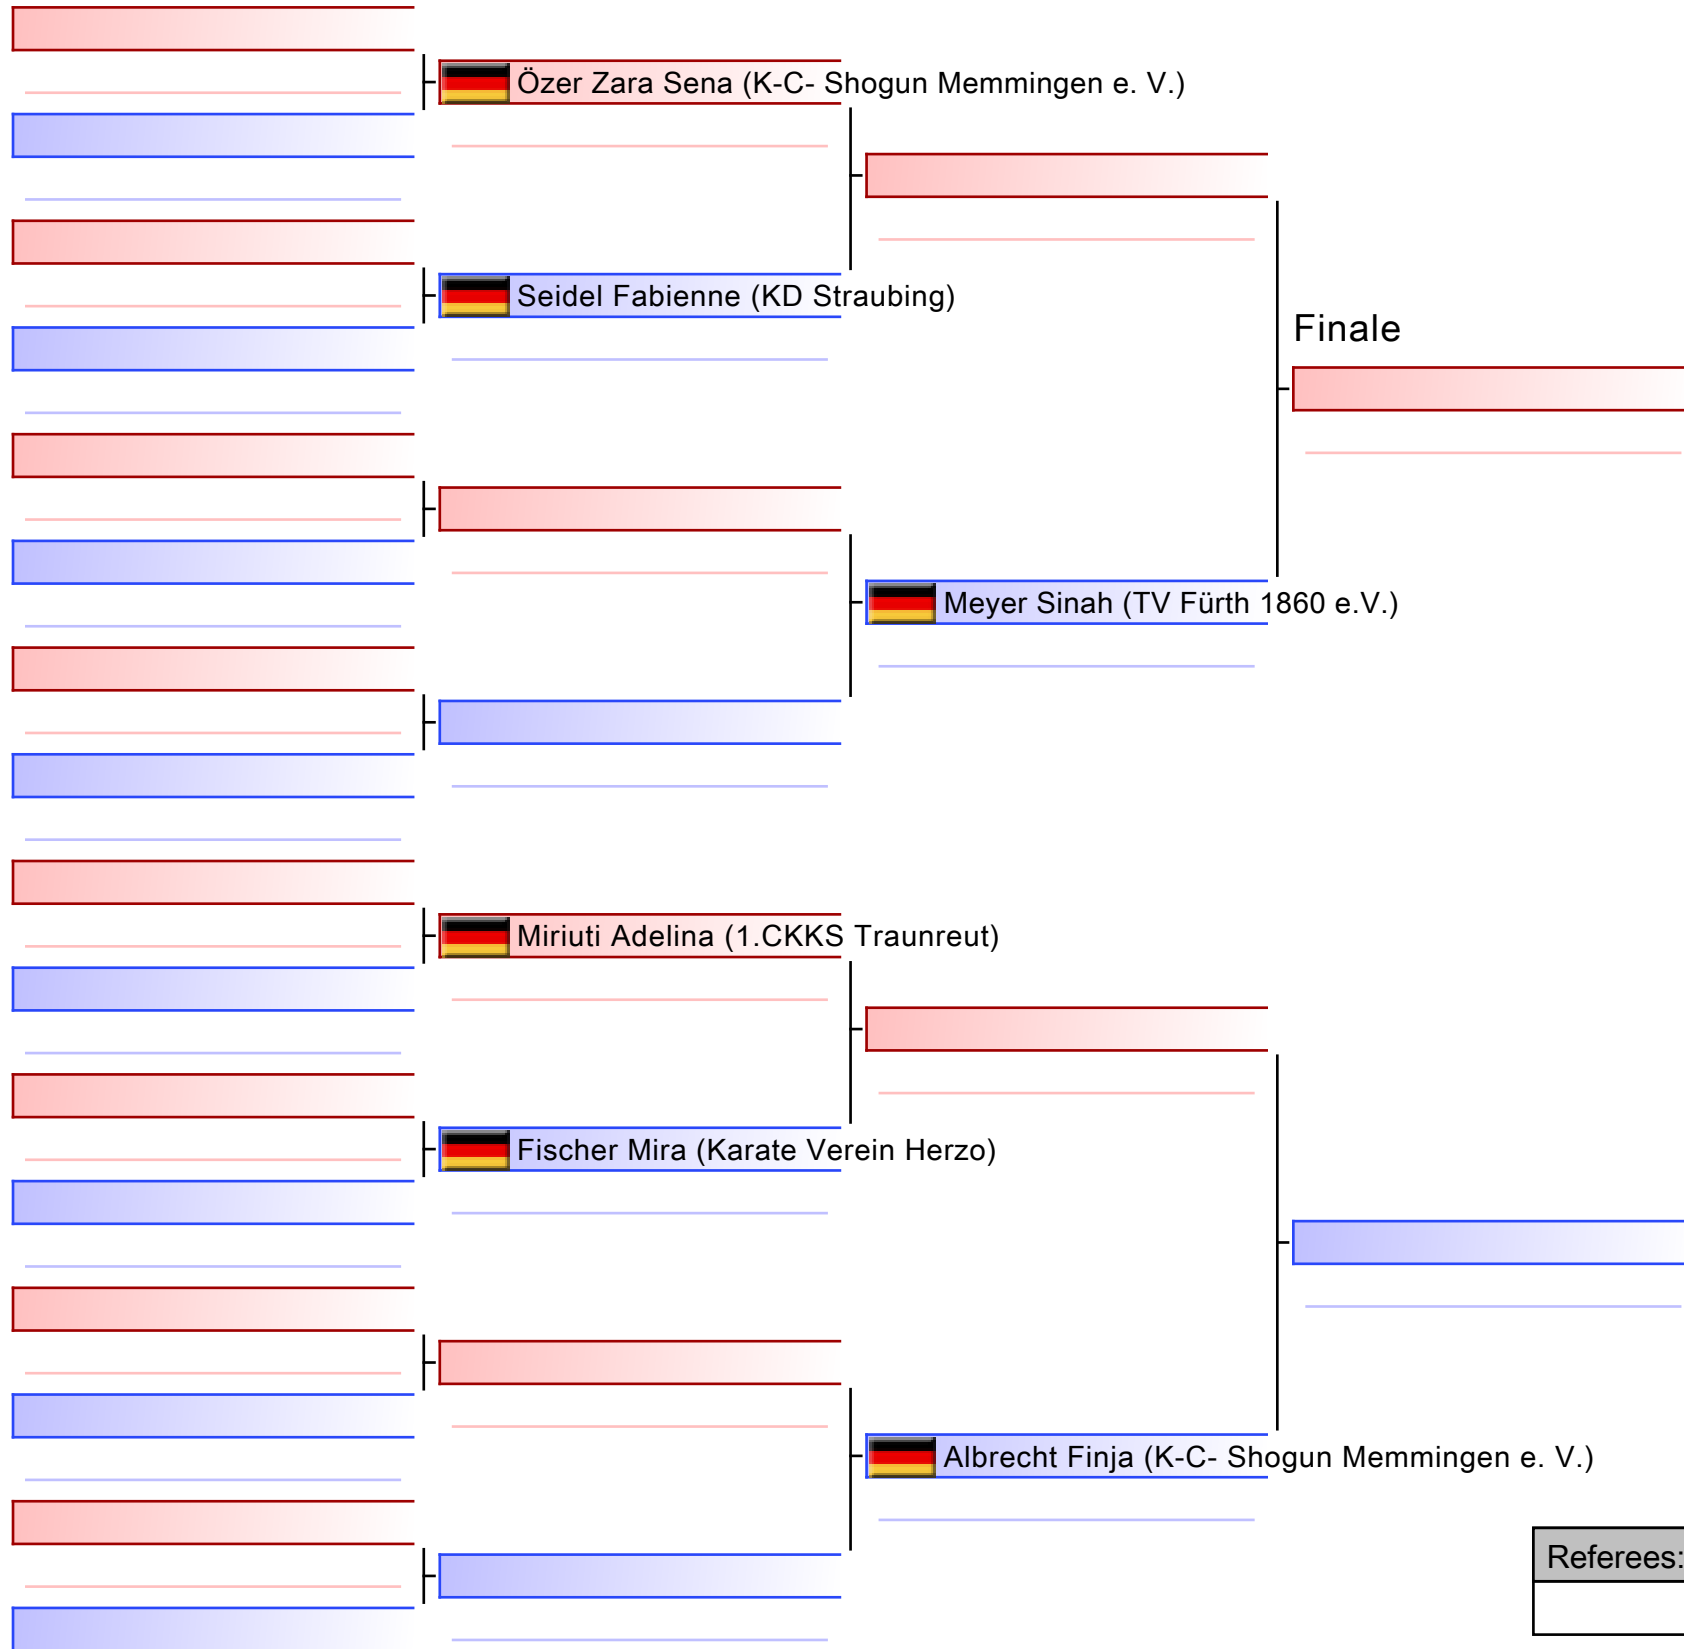 Özer Zara Sena (K-C- Shogun Memmingen e. V.)
Seidel Fabienne (KD Straubing)
Finale
Meyer Sinah (TV Fürth 1860 e.V.)
Miriuti Adelina (1.CKKS Traunreut)
Fischer Mira (Karate Verein Herzo)
Albrecht Finja (K-C- Shogun Memmingen e. V.)
Referees: